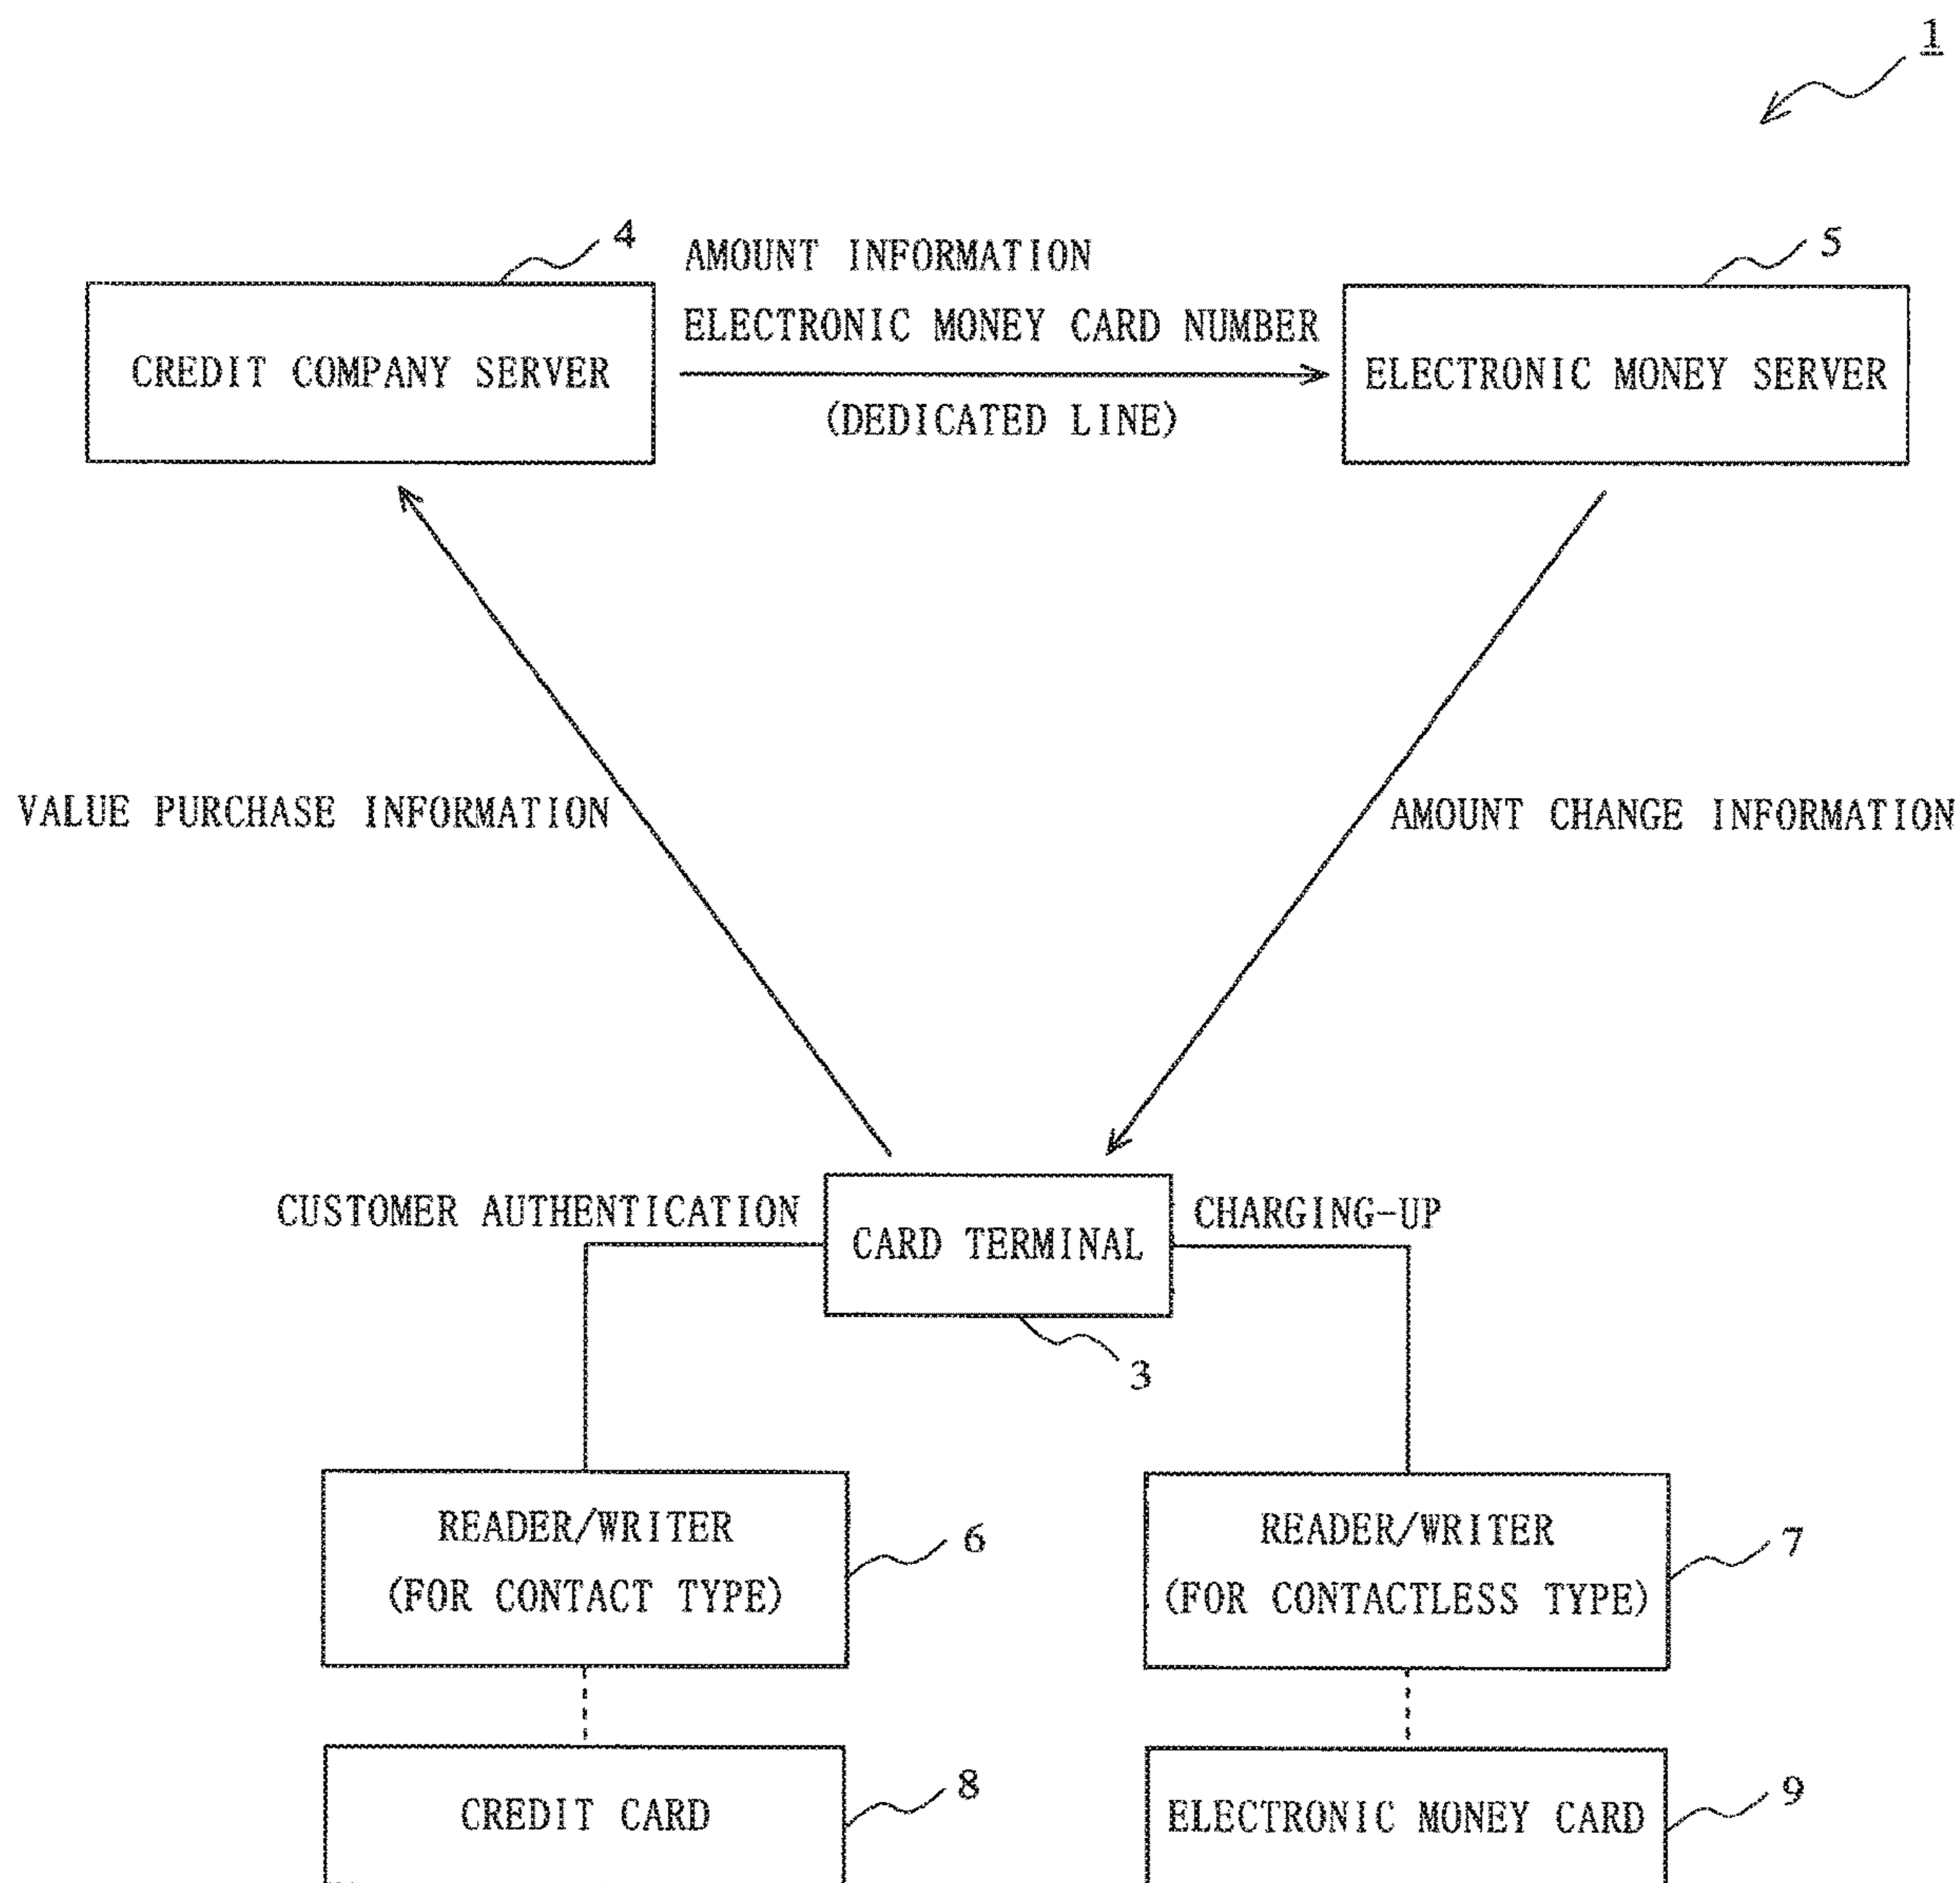 1
4
AMOUNT INFORMATION
5
ELECTRONIC MONEY CARD NUMBER
CREDIT COMPANY SERVER
ELECTRONIC MONEY SERVER
(DEDICATED LINE)
VALUE PURCHASE INFORMATION
AMOUNT CHANGE INFORMATION
CUSTOMER AUTHENTICATION
CHARGING-UP
CARD TERMINAL
3
READER/WRITER
(FOR CONTACT TYPE)
6
READER/WRITER
(FOR CONTACTLESS TYPE)
7
CREDIT CARD
8
ELECTRONIC MONEY CARD
9